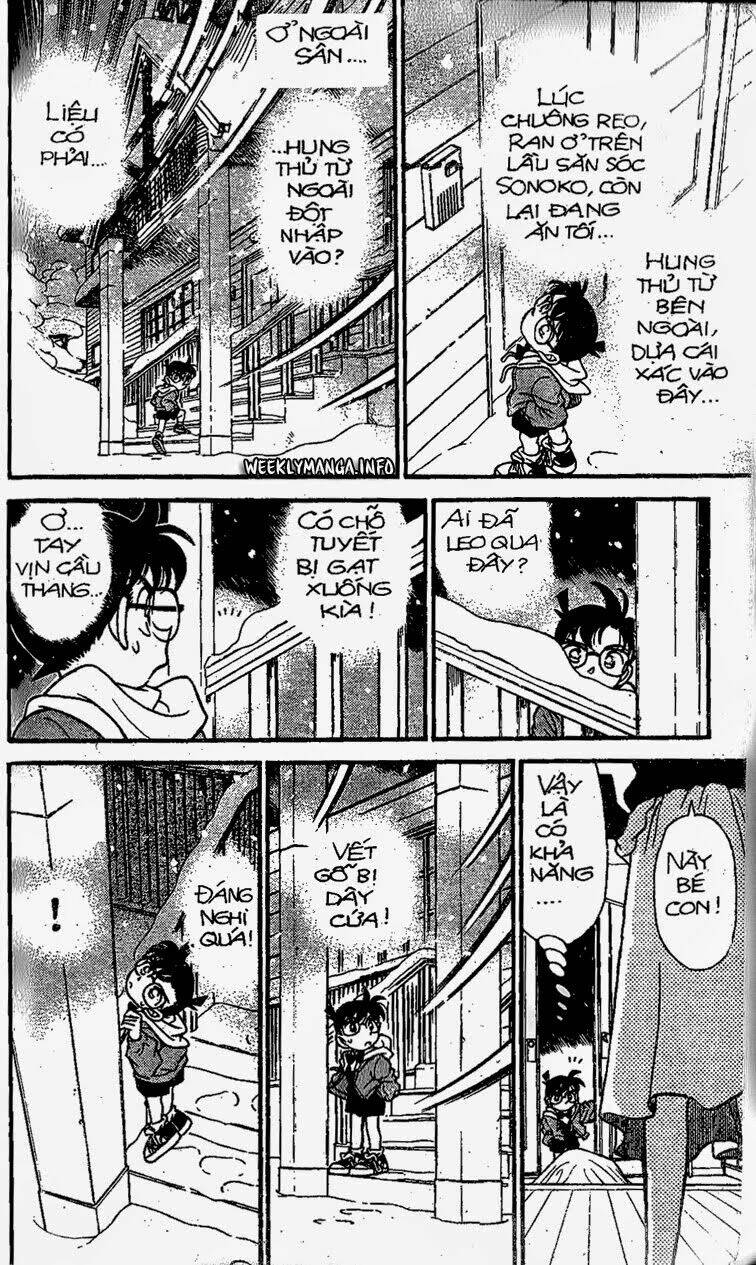 Ở NGOÀI
SÂN....
LIỆU
CÓ
PHẢI...
...HUNG
THỦ TỪ
NGOÀI
ĐỘT
NHẬP
VÀO?
LÚC
CHUÔNG REO,
RAN Ở TRÊN
LẦU SĂN SÓC
SONOKO, CÒN
LẠI ĐANG
ĂN TỐI...
HUNG
THỦ TỪ
BÊN
NGOÀI,
DỰA CÁI
XÁC VÀO
ĐÂY...
WEEKLYMANGA.INFO
Ơ...
TAY
VỊN CẦU
THANG...
CÓ CHỖ
TUYẾT
BỊ GẠT
XUỐNG
KÌA!
AI ĐÃ
LEO QUA
ĐÂY?
!
ĐÁNG
NGHI
QUÁ!
VẾT
GỖ BỊ
DÂY
CỨA!
VẬY
LÀ
CÓ
KHẢ
NĂNG
....
NÀY
BÉ
CON!